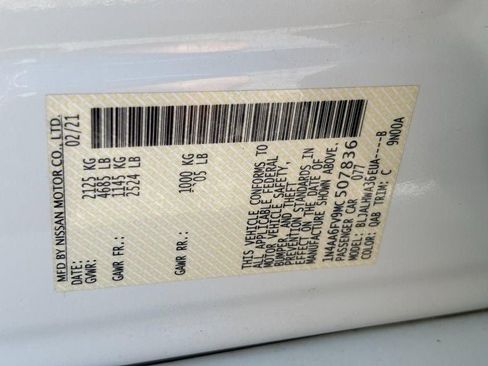 MFD BY NISSAN MOTOR CO., LTD.
DATE: 02/21
GVWR: 2125 KG
4685 LB
GAWR FR: 1145 KG
2524 LB
GAWR RR: 1000 KG
05 LB
THIS VEHICLE CONFORMS TO
ALL APPLICABLE FEDERAL
MOTOR VEHICLE SAFETY,
BUMPER, AND THEFT
PREVENTION STANDARDS IN
EFFECT ON THE DATE OF
MANUFACTURE SHOWN ABOVE.
1N4AA6FV9MC507836
PASSENGER CAR 077
MODEL: BLJALHWA36EUA----B
COLOR: QAB TRIM: C 9N00A